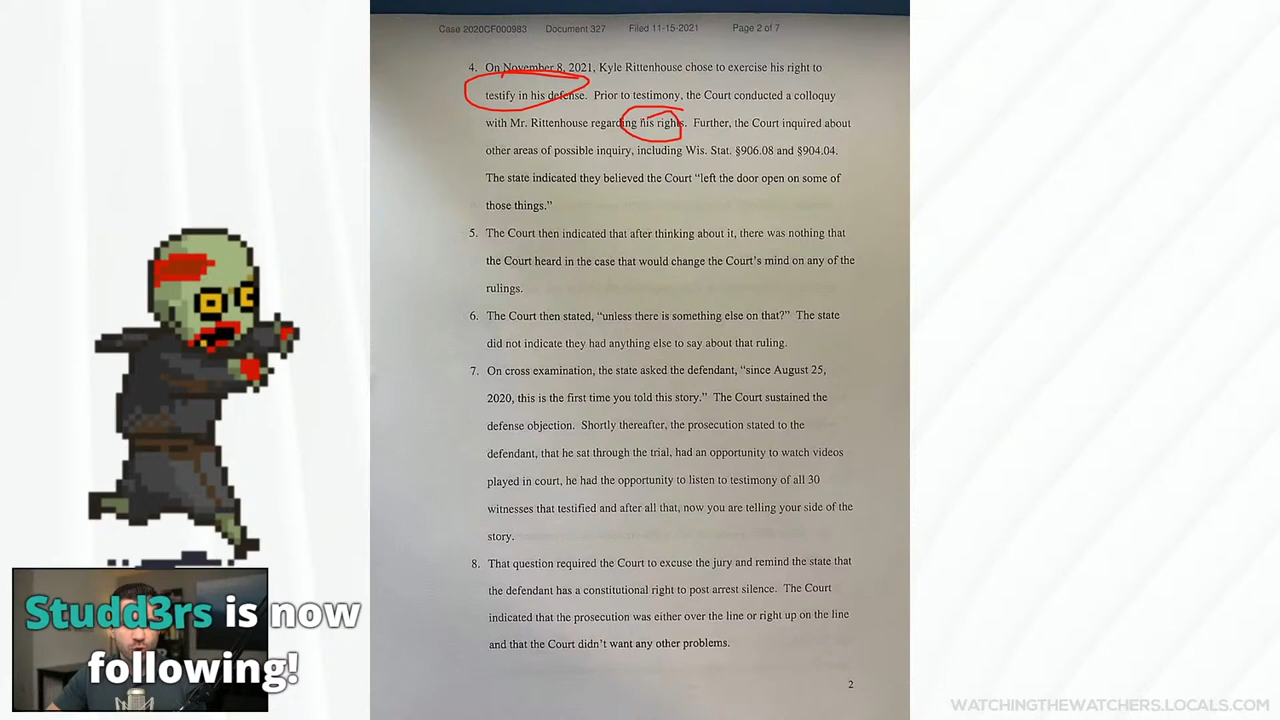 Case 2020CF000983 Document 327 Filed 11-15-2021 Page 2 of 7
4. On November 8, 2021, Kyle Rittenhouse chose to exercise his right to
testify in his defense. Prior to testimony, the Court conducted a colloquy
with Mr. Rittenhouse regarding his rights. Further, the Court inquired about
other areas of possible inquiry, including Wis. Stat. §906.08 and §904.04.
The state indicated they believed the Court “left the door open on some of
those things.”
5. The Court then indicated that after thinking about it, there was nothing that
the Court heard in the case that would change the Court’s mind on any of the
rulings.
6. The Court then stated, “unless there is something else on that?” The state
did not indicate they had anything else to say about that ruling.
7. On cross examination, the state asked the defendant, “since August 25,
2020, this is the first time you told this story.” The Court sustained the
defense objection. Shortly thereafter, the prosecution stated to the
defendant, that he sat through the trial, had an opportunity to watch videos
played in court, he had the opportunity to listen to testimony of all 30
witnesses that testified and after all that, now you are telling your side of the
story.
8. That question required the Court to excuse the jury and remind the state that
the defendant has a constitutional right to post arrest silence. The Court
indicated that the prosecution was either over the line or right up on the line
and that the Court didn’t want any other problems.
2
Studd3rs is now
following!
WATCHINGTHEWATCHERS.LOCALS.COM